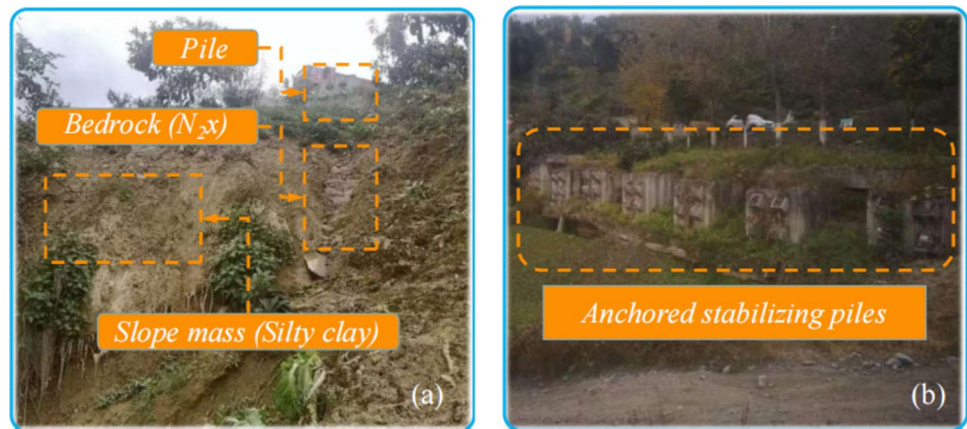 Pile
Bedrock (N₂x)
Slope mass (Silty clay)
(a)
Anchored stabilizing piles
(b)